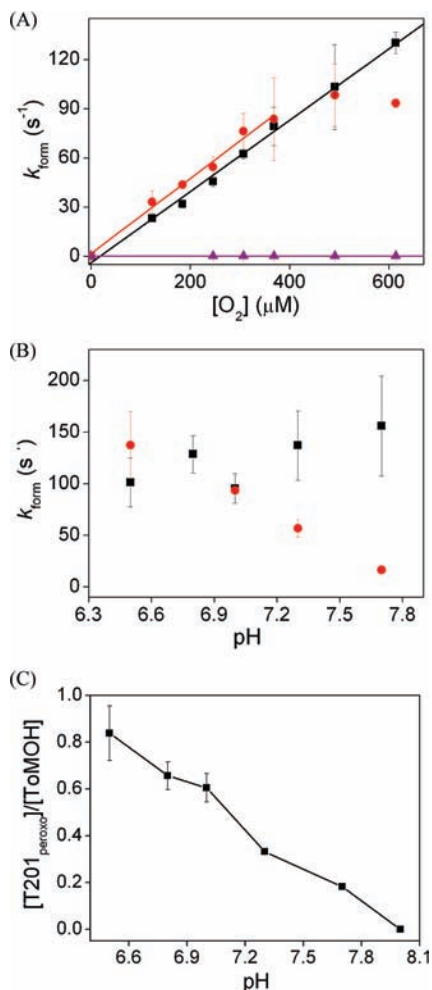 (A)
120
90
60
30
0
k_form (s⁻¹)
0 200 400 600
[O₂] (μM)
(B)
200
150
100
50
0
k_form (s⁻)
6.3 6.6 6.9 7.2 7.5 7.8
pH
(C)
1.0
0.8
0.6
0.4
0.2
0.0
[T201_peroxo]/[ToMOH]
6.6 6.9 7.2 7.5 7.8 8.1
pH